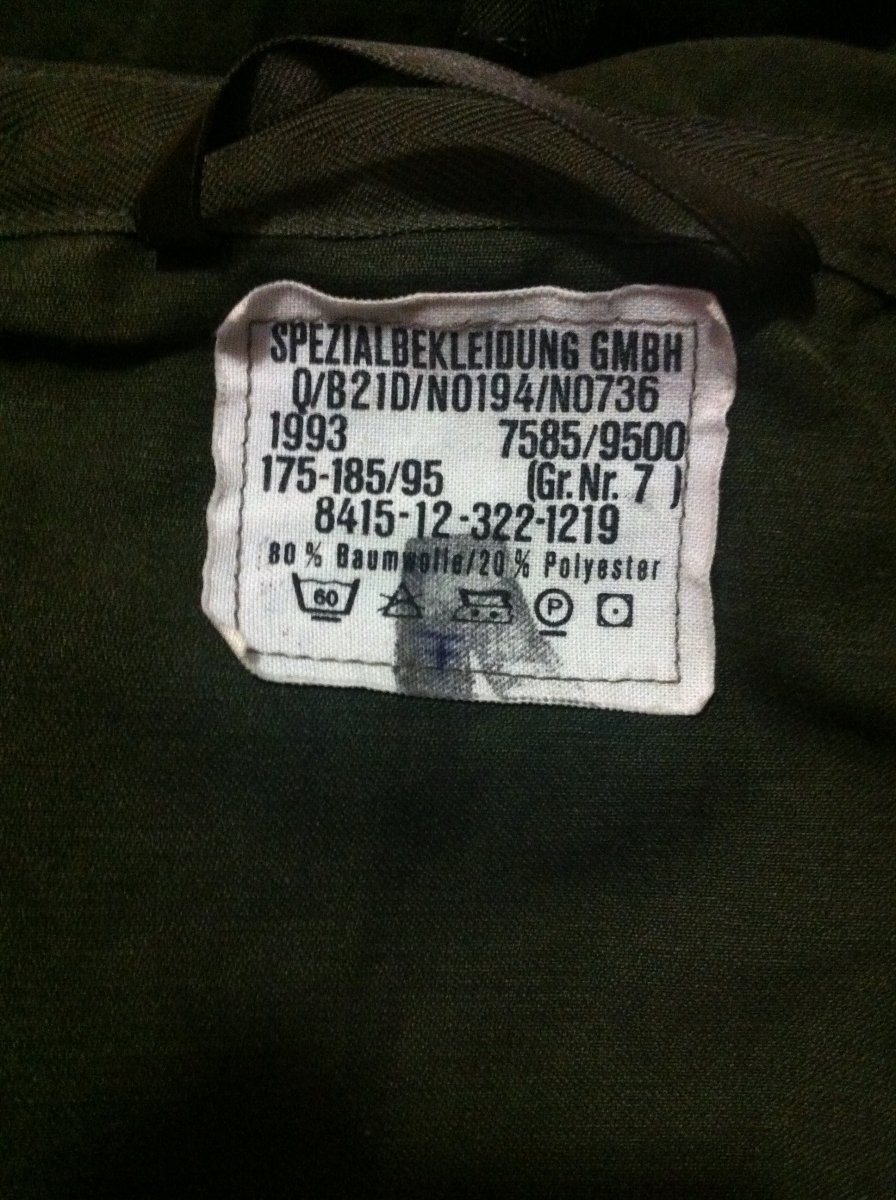 SPEZIALBEKLEIDUNG GMBH
Q/B21D/N0194/N0736
1993 7585/9500
175-185/95 (Gr.Nr. 7 )
8415-12-322-1219
80 % Baumwolle/20 % Polyester
60 P